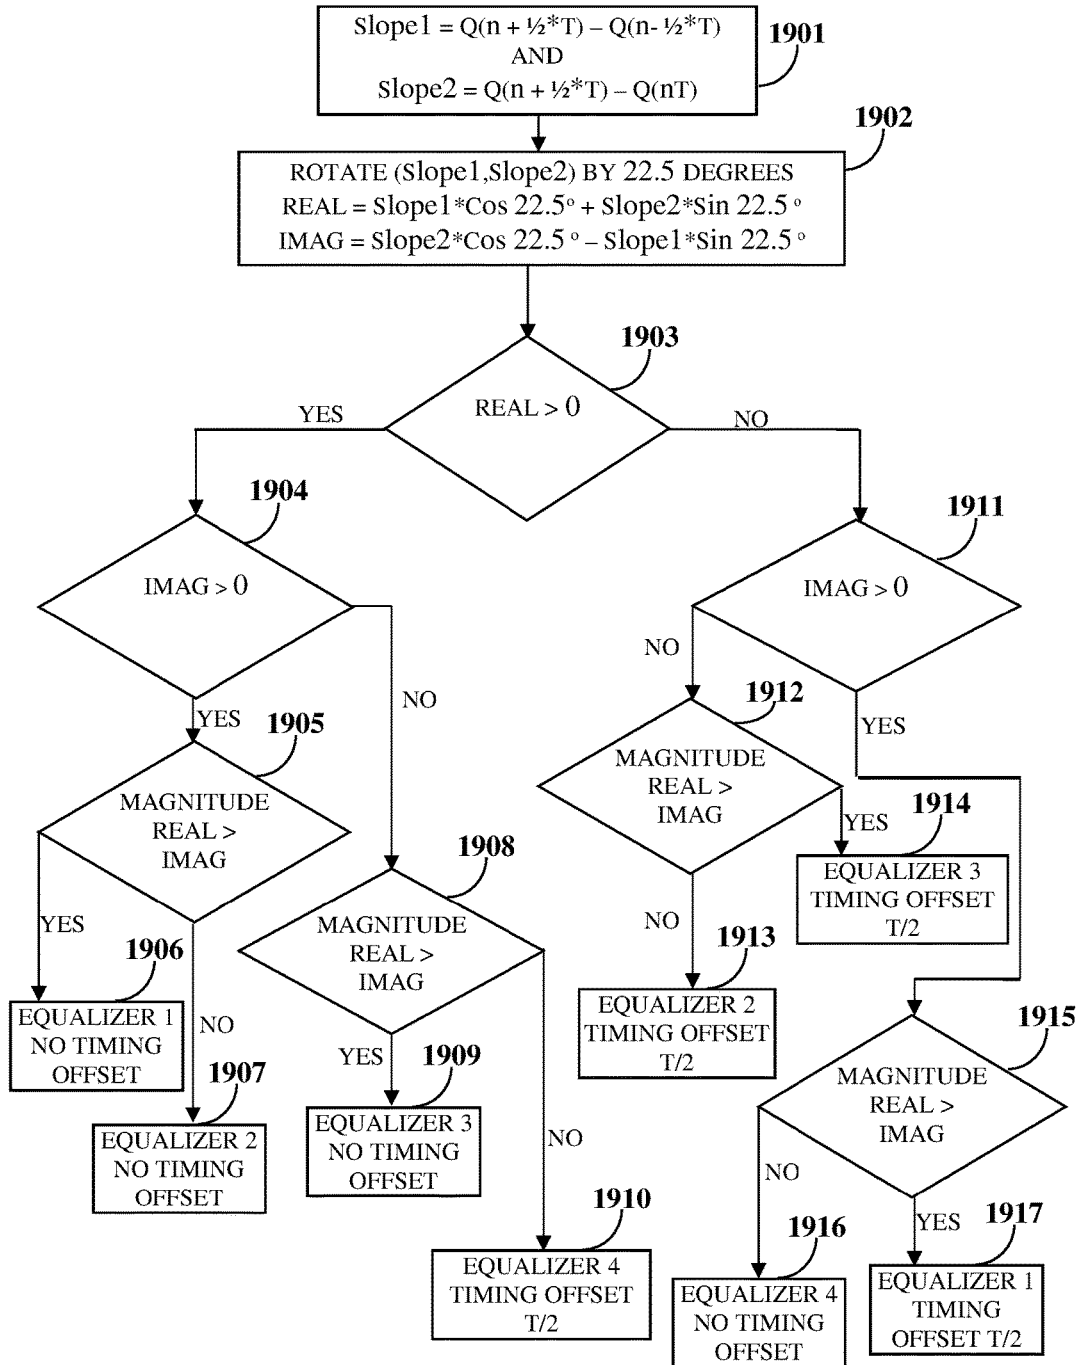 Slope1 = Q(n + ½*T) – Q(n- ½*T)
AND
Slope2 = Q(n + ½*T) – Q(nT)
1901
1902
ROTATE (Slope1,Slope2) BY 22.5 DEGREES
REAL = Slope1*Cos 22.5º + Slope2*Sin 22.5 º
IMAG = Slope2*Cos 22.5 º – Slope1*Sin 22.5 º
1903
REAL > 0
YES
NO
1904
IMAG > 0
1911
IMAG > 0
NO
YES
NO
YES
1905
MAGNITUDE
REAL >
IMAG
1912
MAGNITUDE
REAL >
IMAG
YES
1914
EQUALIZER 3
TIMING OFFSET
T/2
1908
MAGNITUDE
REAL >
IMAG
YES
NO
1906
EQUALIZER 1
NO TIMING
OFFSET
NO
1907
EQUALIZER 2
NO TIMING
OFFSET
YES
1909
EQUALIZER 3
NO TIMING
OFFSET
1913
EQUALIZER 2
TIMING OFFSET
T/2
1915
MAGNITUDE
REAL >
IMAG
NO
1910
EQUALIZER 4
TIMING OFFSET
T/2
NO
1916
EQUALIZER 4
NO TIMING
OFFSET
YES
1917
EQUALIZER 1
TIMING
OFFSET T/2